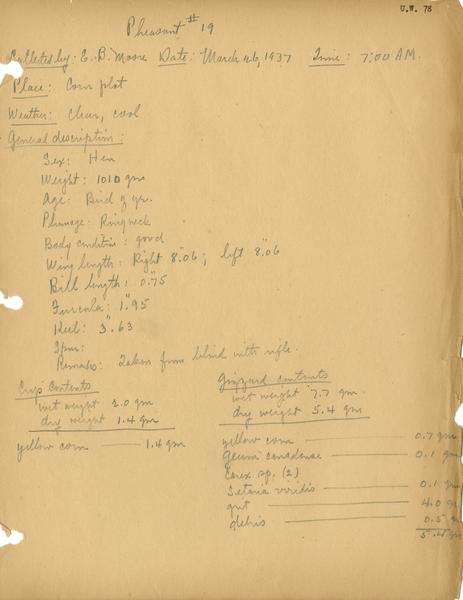 U.W. 78
Pheasant #19
Collected by: E. B. Moore Date: March 26, 1937 Time: 7:00 AM.
Place: Corn plot
Weather: Clear, cool
General description:
Sex: Hen
Weight: 1010 gms
Age: Bird of yr.
Plumage: Ringneck
Body condition: good
Wing length: Right 8."06; left 8."06
Bill length: 0."75
Furcula: 1."95
Keel: 3."63
Spur:
Remarks: Taken from blind with rifle.
Crop Contents
wet weight 2.0 gm
dry weight 1.4 gm
yellow corn — 1.4 gm
Gizzard contents
wet weight 7.7 gm
dry weight 5.4 gm
yellow corn — 0.7 gm
Geum canadense — 0.1 gm
Carex sp. (2)
Setaria viridis — 0.1 gm
grit — 4.0 gm
debris — 0.5 gm
5.4 gm